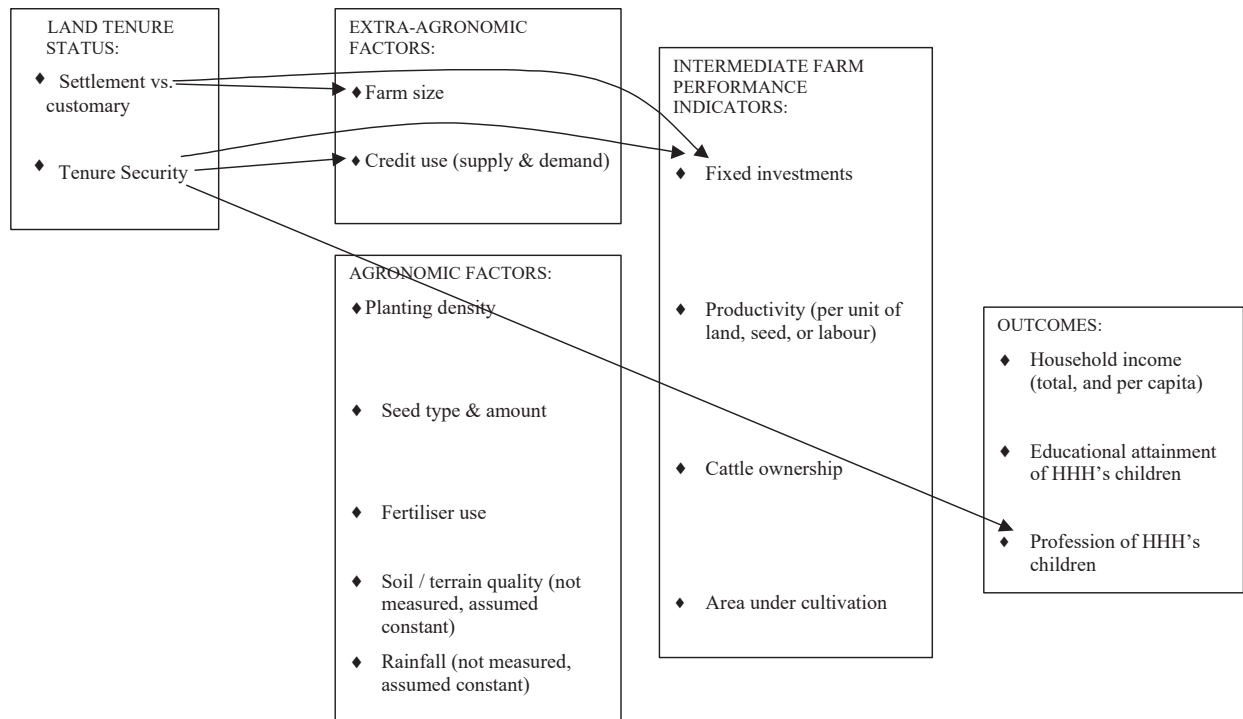 LAND TENURE
STATUS:
♦ Settlement vs.
customary
♦ Tenure Security
EXTRA-AGRONOMIC
FACTORS:
♦ Farm size
♦ Credit use (supply & demand)
AGRONOMIC FACTORS:
♦ Planting density
♦ Seed type & amount
♦ Fertiliser use
♦ Soil / terrain quality (not
measured, assumed
constant)
♦ Rainfall (not measured,
assumed constant)
INTERMEDIATE FARM
PERFORMANCE
INDICATORS:
♦ Fixed investments
♦ Productivity (per unit of
land, seed, or labour)
♦ Cattle ownership
♦ Area under cultivation
OUTCOMES:
♦ Household income
(total, and per capita)
♦ Educational attainment
of HHH's children
♦ Profession of HHH's
children